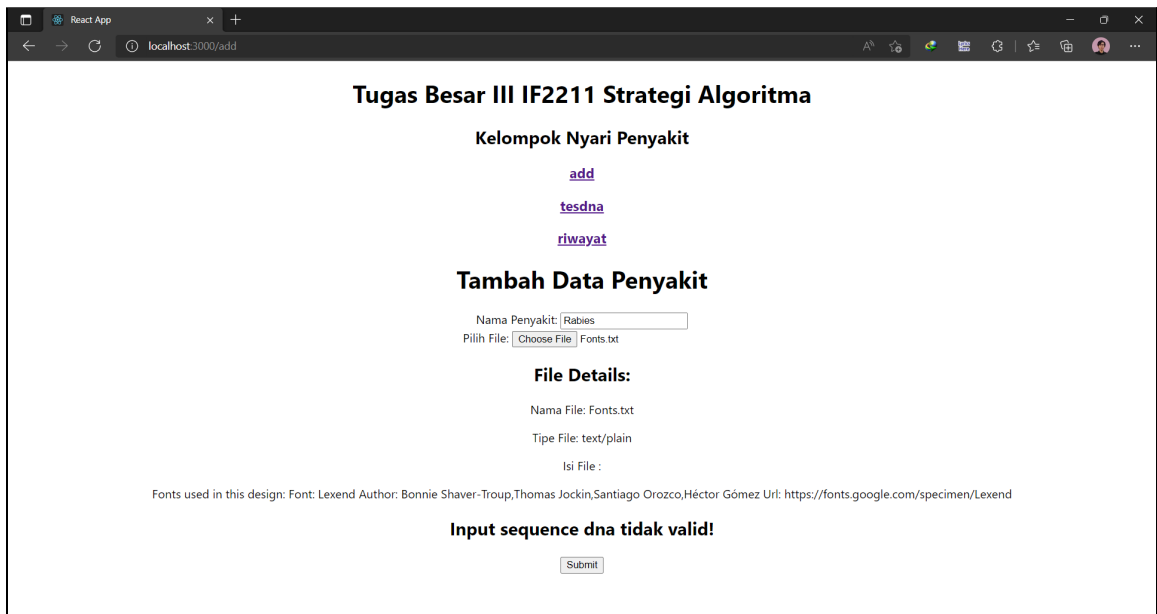 React App
localhost:3000/add
Tugas Besar III IF2211 Strategi Algoritma
Kelompok Nyari Penyakit
add
tesdna
riwayat
Tambah Data Penyakit
Nama Penyakit: Rabies
Pilih File: Choose File Fonts.txt
File Details:
Nama File: Fonts.txt
Tipe File: text/plain
Isi File :
Fonts used in this design: Font: Lexend Author: Bonnie Shaver-Troup,Thomas Jockin,Santiago Orozco,Héctor Gómez Url: https://fonts.google.com/specimen/Lexend
Input sequence dna tidak valid!
Submit